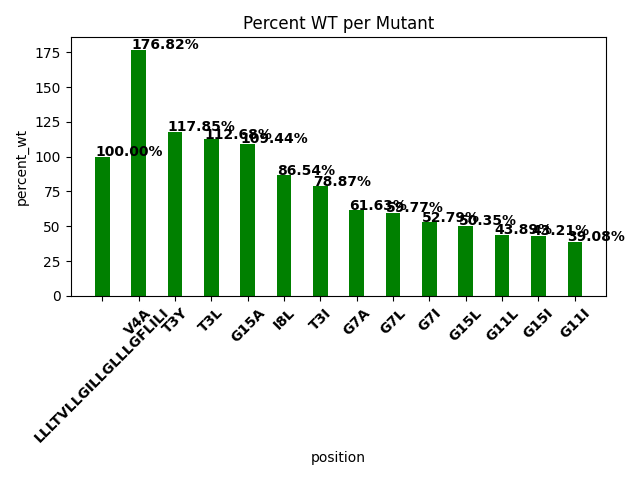 Percent WT per Mutant
percent_wt
175
150
125
100
75
50
25
0
100.00%
176.82%
117.85%
112.68%
109.44%
86.54%
78.87%
61.63%
59.77%
52.79%
50.35%
43.89%
43.21%
39.08%
LLLTVLLGILLGLLLGFLILI
V4A
T3Y
T3L
G15A
I8L
T3I
G7A
G7L
G7I
G15L
G11L
G15I
G11I
position